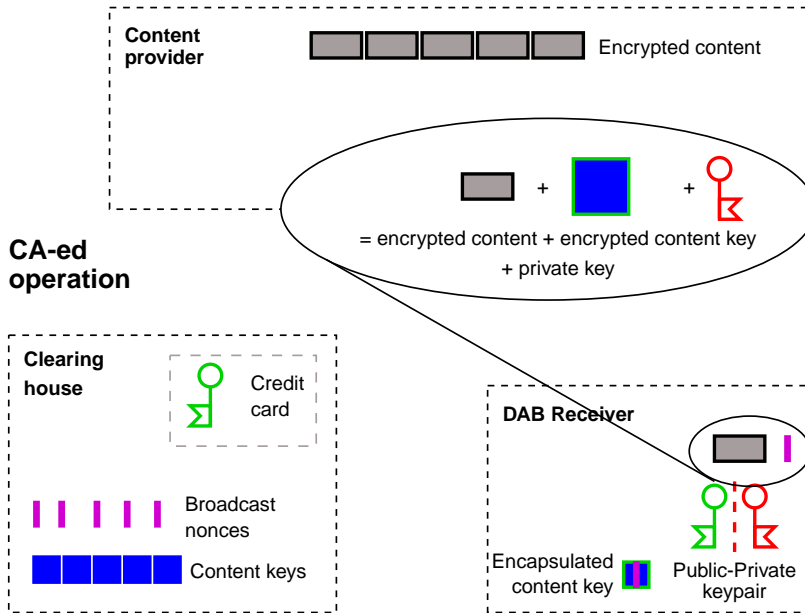 Content
provider
Encrypted content
+ +
= encrypted content + encrypted content key
+ private key
CA-ed
operation
Clearing
house
Credit
card
Broadcast
nonces
Content keys
DAB Receiver
Encapsulated
content key
Public-Private
keypair